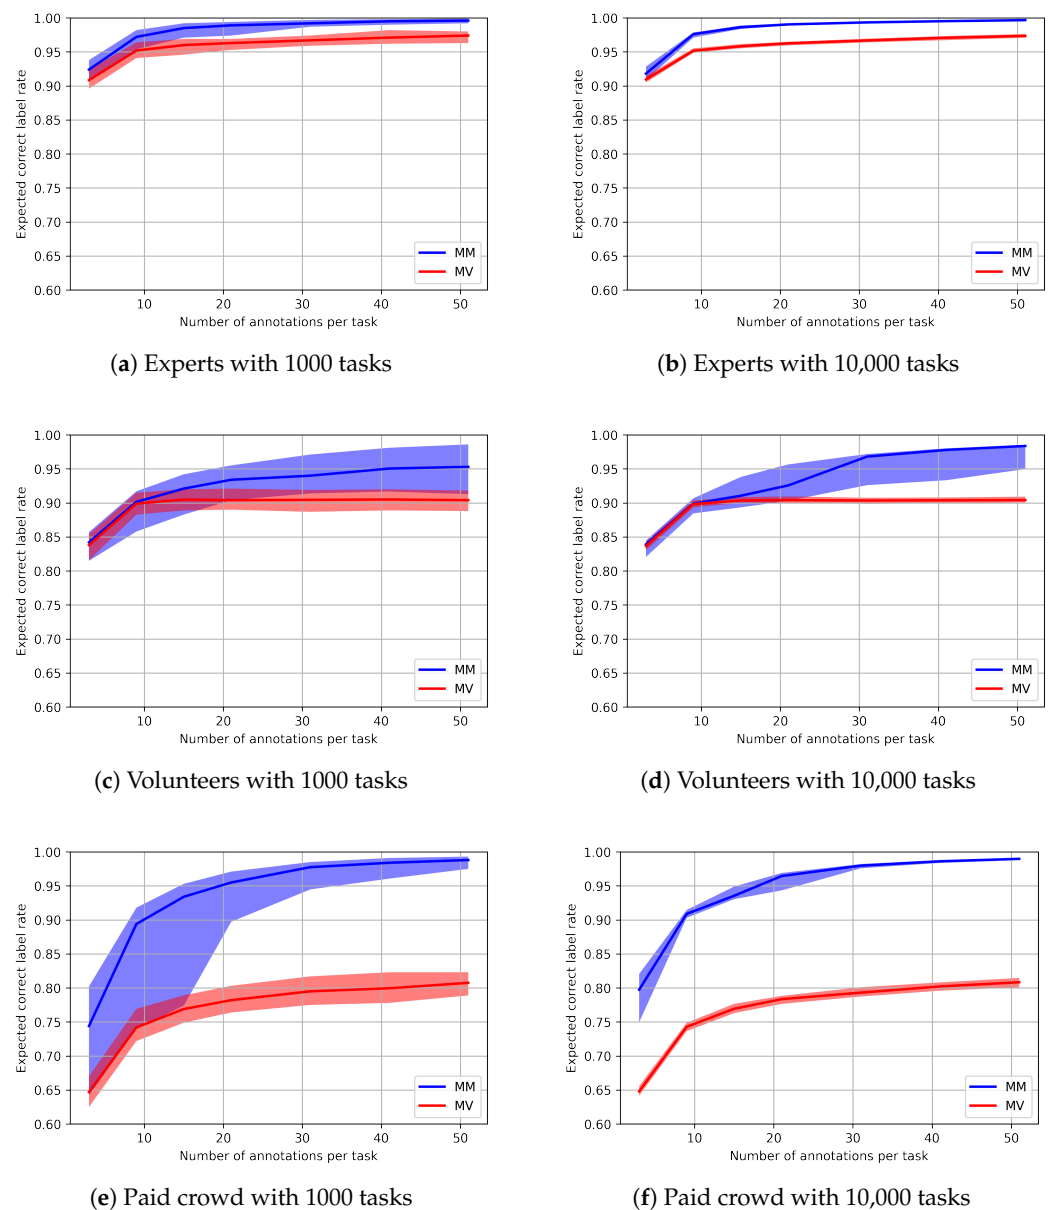 1.00
0.95
0.90
0.85
0.80
0.75
0.70
0.65
0.60
Expected correct label rate
MM
MV
10 20 30 40 50
Number of annotations per task
(a) Experts with 1000 tasks
1.00
0.95
0.90
0.85
0.80
0.75
0.70
0.65
0.60
Expected correct label rate
MM
MV
10 20 30 40 50
Number of annotations per task
(b) Experts with 10,000 tasks
1.00
0.95
0.90
0.85
0.80
0.75
0.70
0.65
0.60
Expected correct label rate
MM
MV
10 20 30 40 50
Number of annotations per task
(c) Volunteers with 1000 tasks
1.00
0.95
0.90
0.85
0.80
0.75
0.70
0.65
0.60
Expected correct label rate
MM
MV
10 20 30 40 50
Number of annotations per task
(d) Volunteers with 10,000 tasks
1.00
0.95
0.90
0.85
0.80
0.75
0.70
0.65
0.60
Expected correct label rate
MM
MV
10 20 30 40 50
Number of annotations per task
(e) Paid crowd with 1000 tasks
1.00
0.95
0.90
0.85
0.80
0.75
0.70
0.65
0.60
Expected correct label rate
MM
MV
10 20 30 40 50
Number of annotations per task
(f) Paid crowd with 10,000 tasks